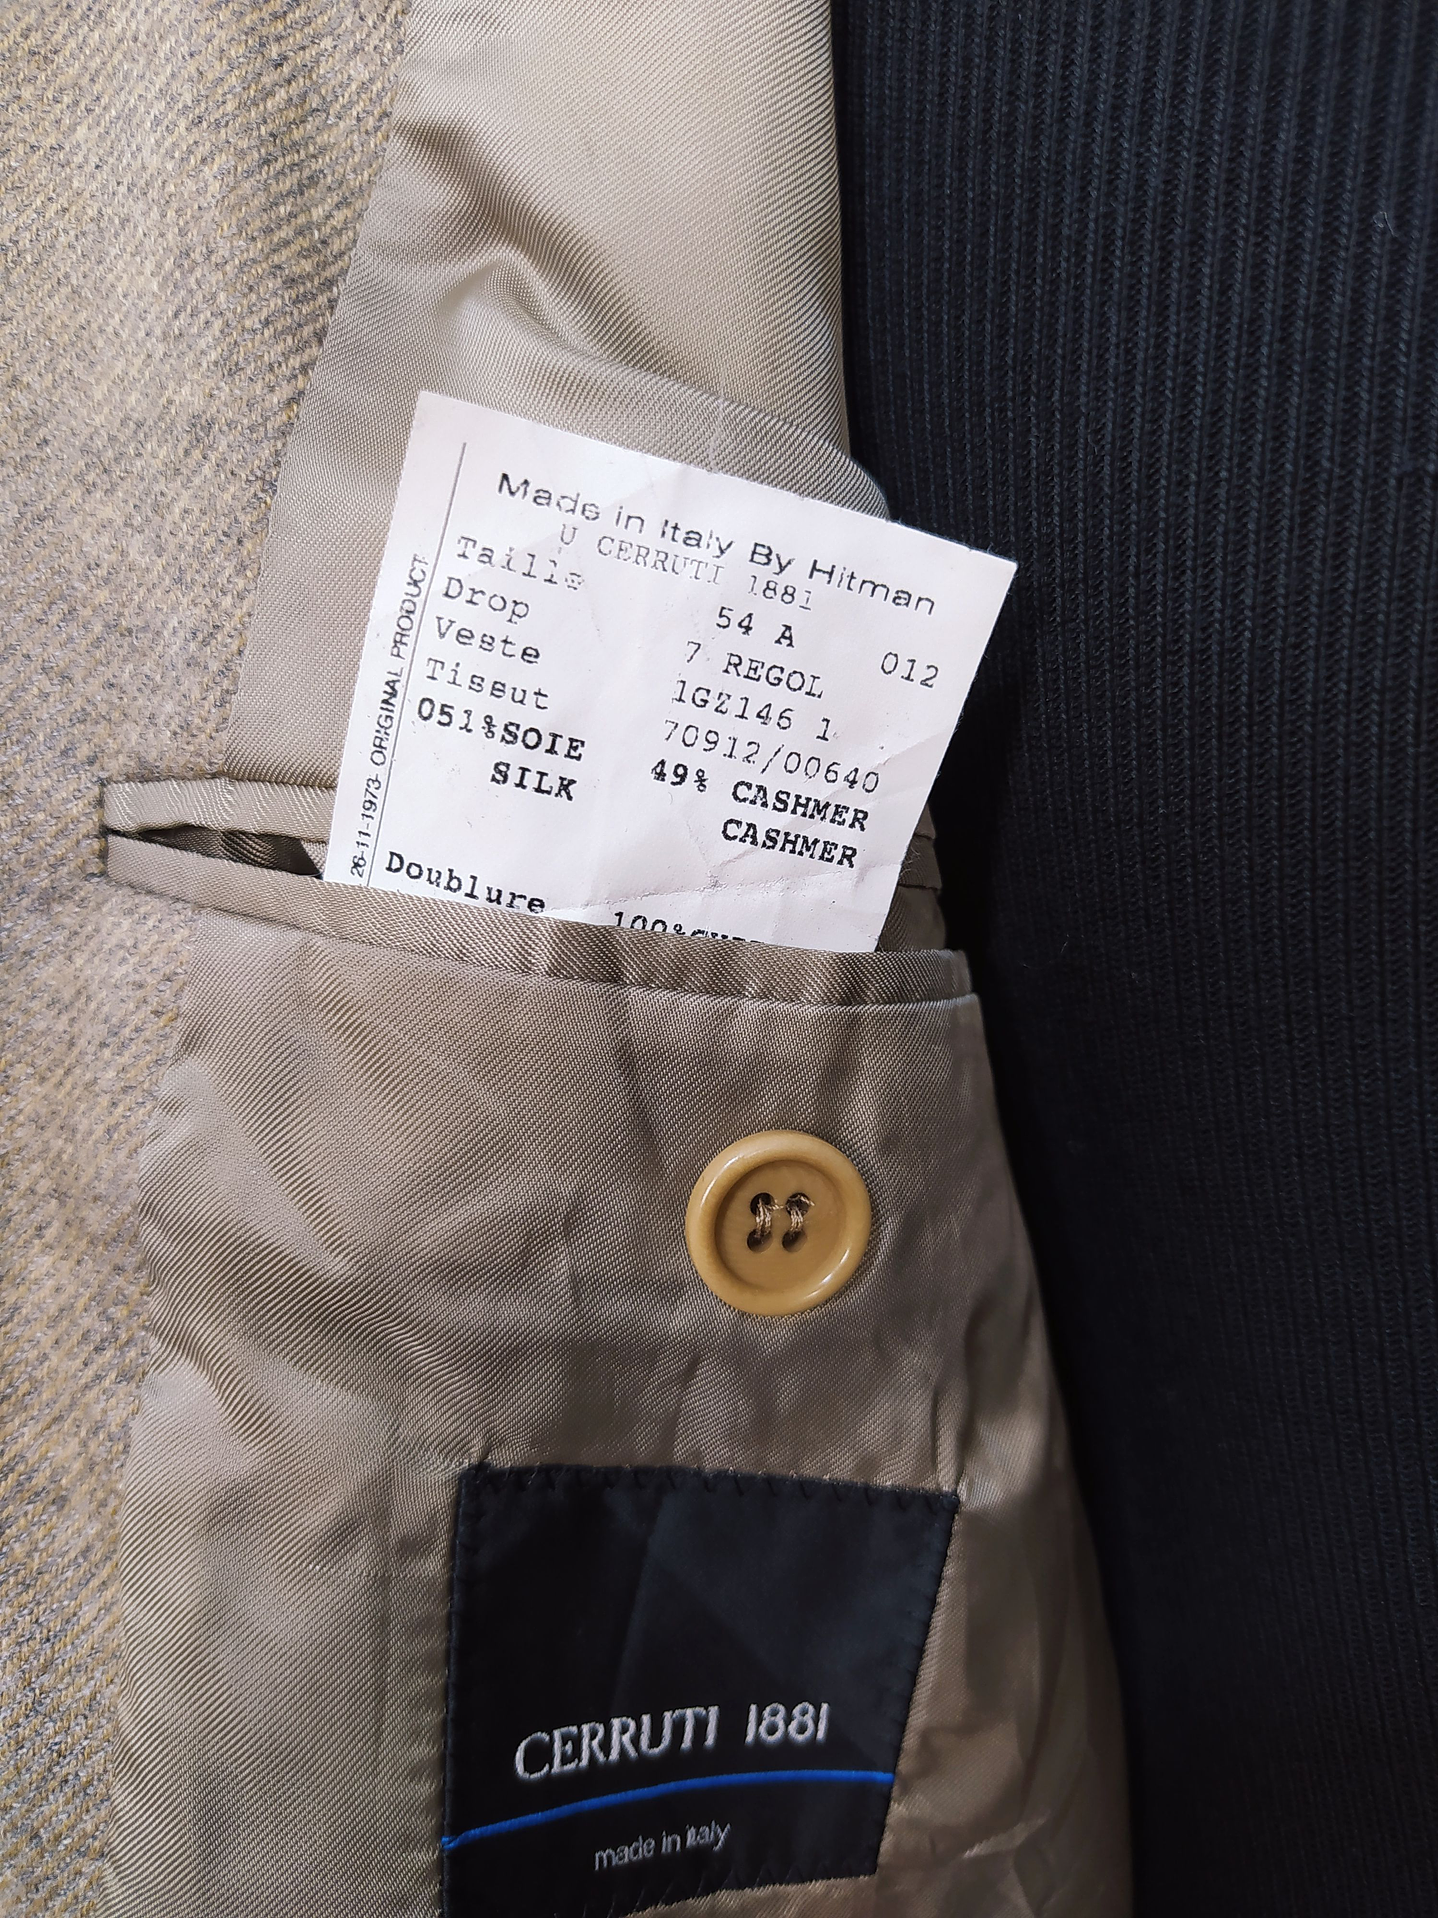 Made in Italy By Hitman
U CERRUTI 1881
Taille 54 A 012
Drop 7 REGOL
Veste 1GZ146 1
Tissut 70912/00640
051%SOIE 49% CASHMER
SILK CASHMER
Doublure 100%
26-11-1973 ORIGINAL PRODUCT
CERRUTI 1881
made in italy